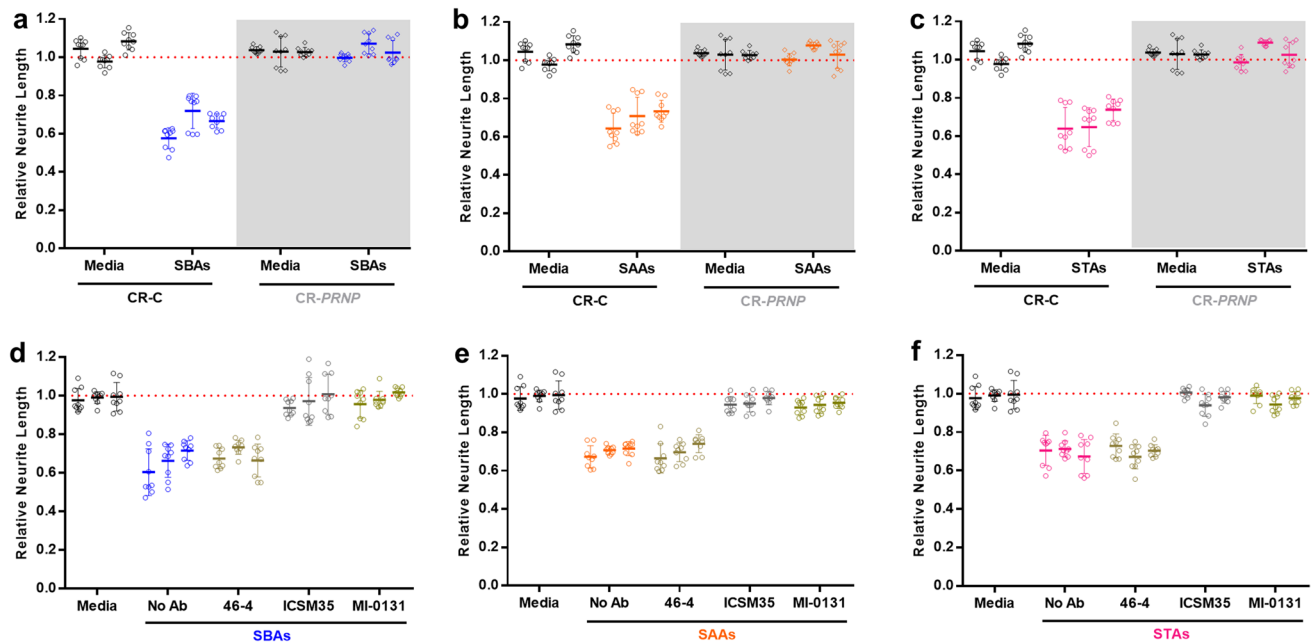 a
Relative Neurite Length
1.2
1.0
0.8
0.6
0.4
0.2
0.0
Media SBAs Media SBAs
CR-C CR-PRNP
b
Relative Neurite Length
1.2
1.0
0.8
0.6
0.4
0.2
0.0
Media SAAs Media SAAs
CR-C CR-PRNP
c
Relative Neurite Length
1.2
1.0
0.8
0.6
0.4
0.2
0.0
Media STAs Media STAs
CR-C CR-PRNP
d
Relative Neurite Length
1.2
1.0
0.8
0.6
0.4
0.2
0.0
Media No Ab 46-4 ICSM35 MI-0131
SBAs
e
Relative Neurite Length
1.2
1.0
0.8
0.6
0.4
0.2
0.0
Media No Ab 46-4 ICSM35 MI-0131
SAAs
f
Relative Neurite Length
1.2
1.0
0.8
0.6
0.4
0.2
0.0
Media No Ab 46-4 ICSM35 MI-0131
STAs